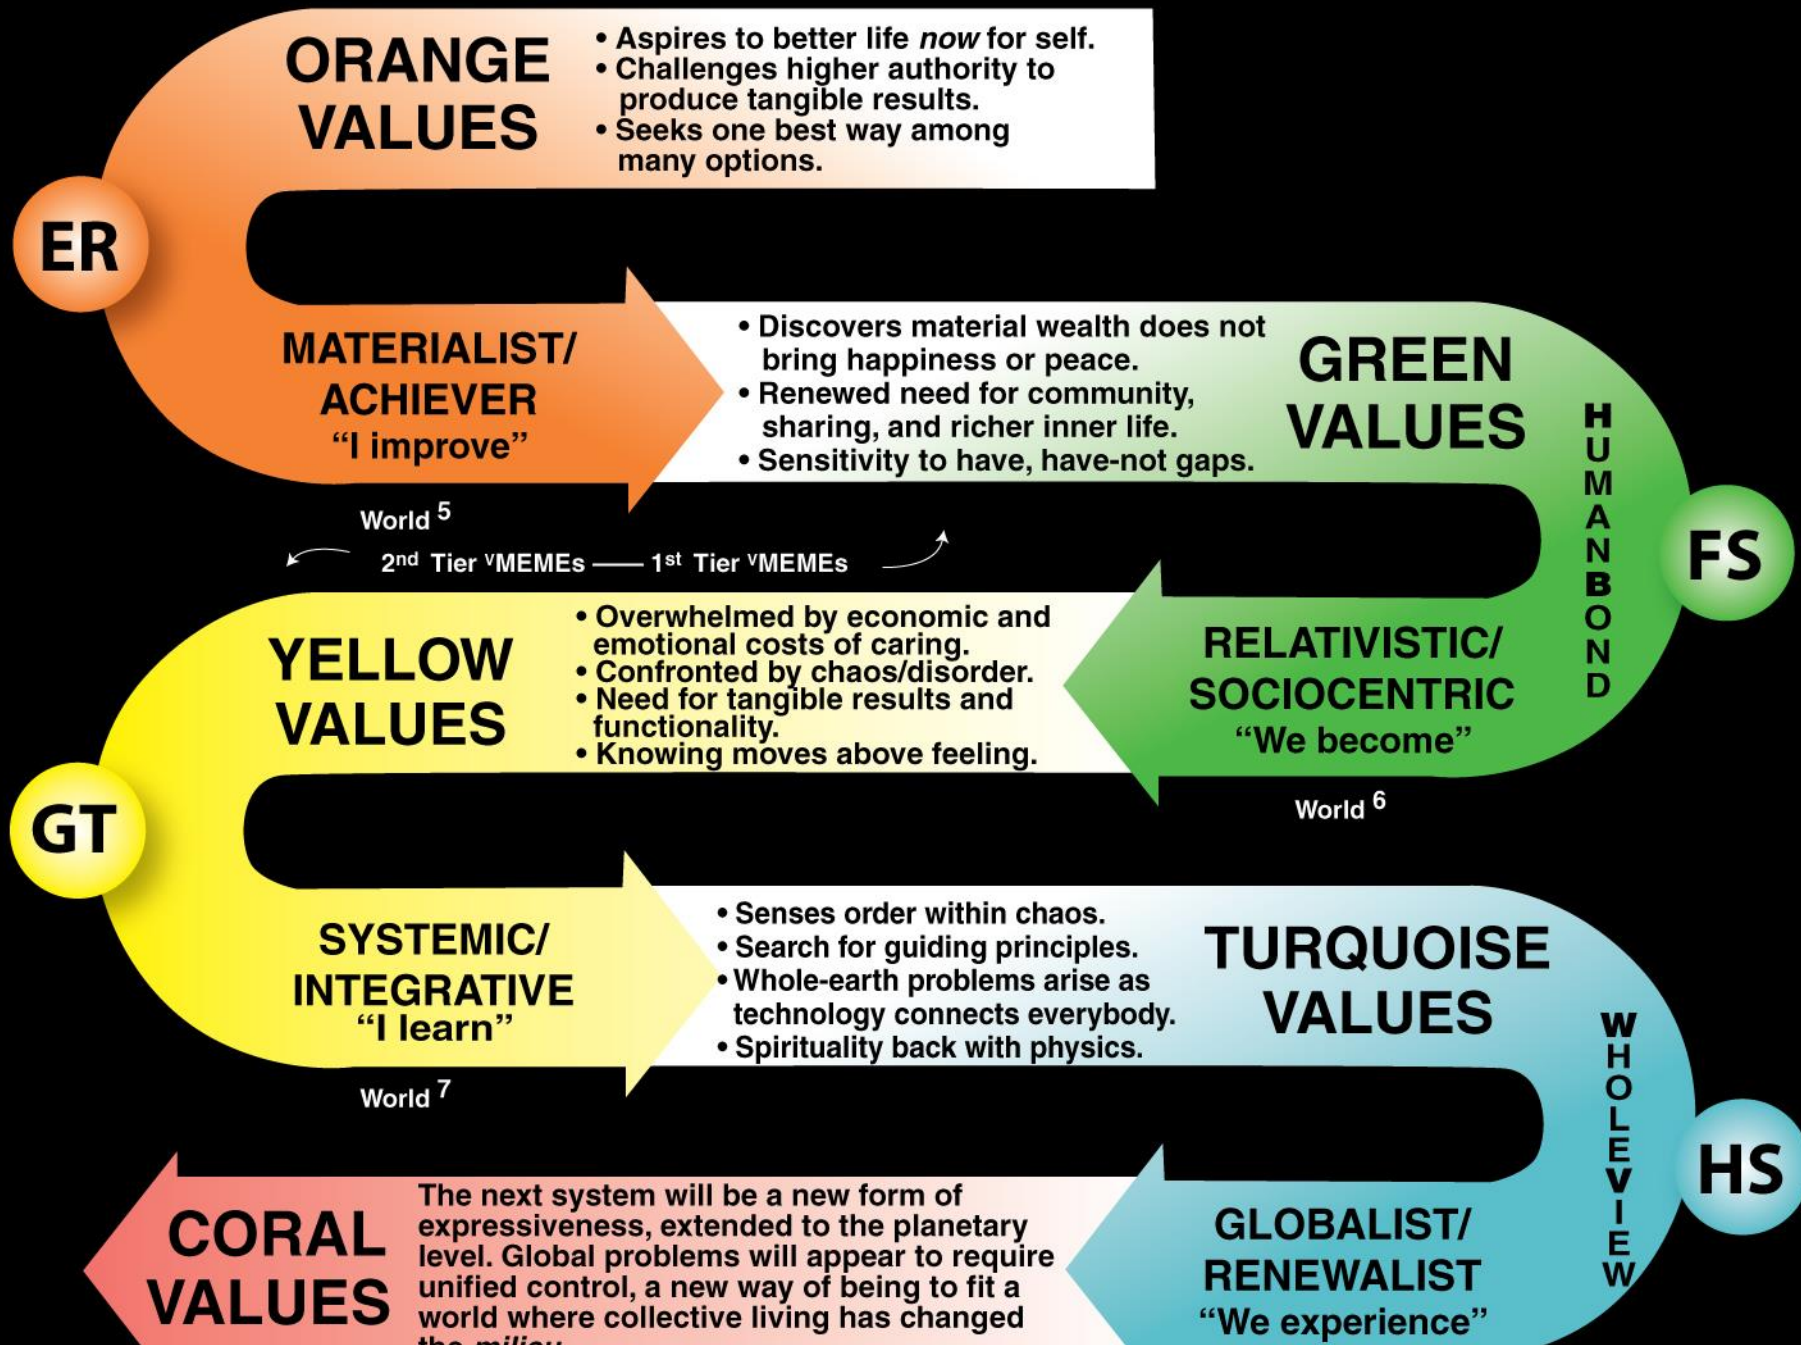 ORANGE
VALUES
• Aspires to better life now for self.
• Challenges higher authority to
produce tangible results.
• Seeks one best way among
many options.
ER
MATERIALIST/
ACHIEVER
“I improve”
World 5
• Discovers material wealth does not
bring happiness or peace.
• Renewed need for community,
sharing, and richer inner life.
• Sensitivity to have, have-not gaps.
GREEN
VALUES
HUMANBOND
FS
2nd Tier VMEMEs — 1st Tier VMEMEs
RELATIVISTIC/
SOCIOCENTRIC
“We become”
World 6
YELLOW
VALUES
• Overwhelmed by economic and
emotional costs of caring.
• Confronted by chaos/disorder.
• Need for tangible results and
functionality.
• Knowing moves above feeling.
GT
SYSTEMIC/
INTEGRATIVE
“I learn”
World 7
• Senses order within chaos.
• Search for guiding principles.
• Whole-earth problems arise as
technology connects everybody.
• Spirituality back with physics.
TURQUOISE
VALUES
WHOLEVIEW
HS
GLOBALIST/
RENEWALIST
“We experience”
CORAL
VALUES
The next system will be a new form of
expressiveness, extended to the planetary
level. Global problems will appear to require
unified control, a new way of being to fit a
world where collective living has changed
the milieu